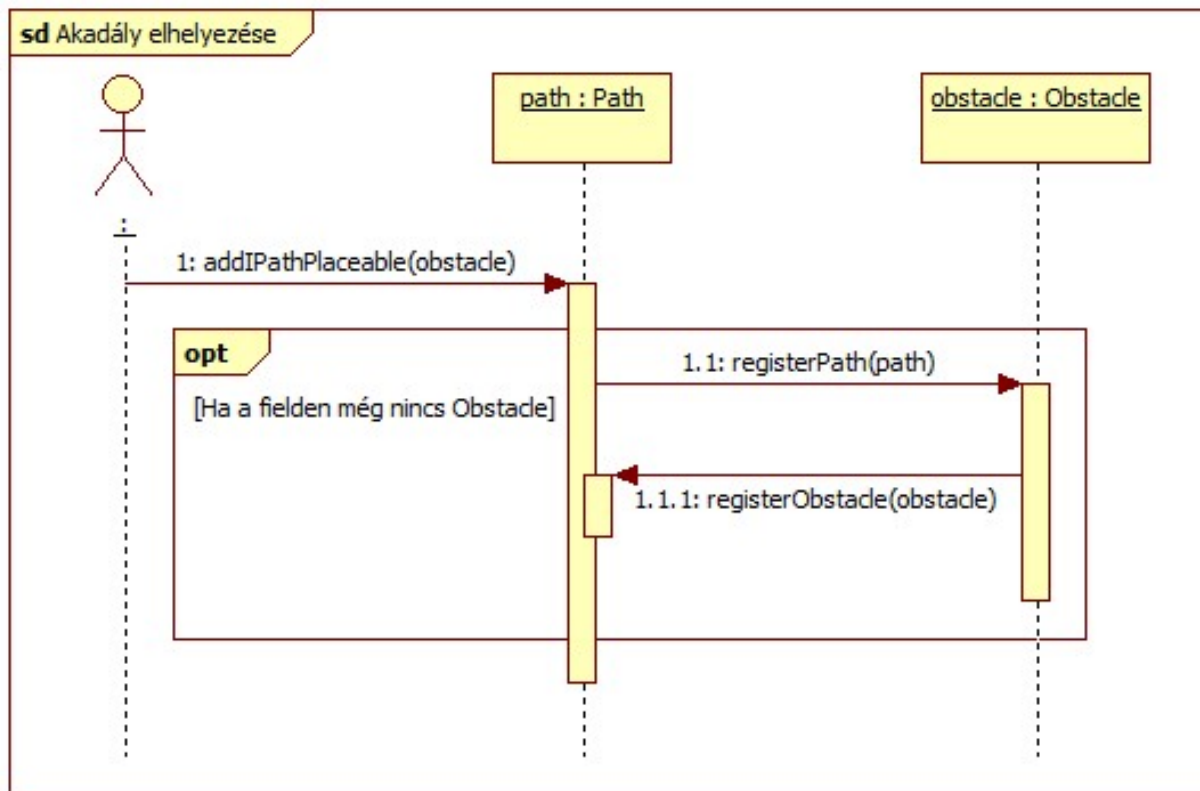 sd Akadály elhelyezése
path : Path
obstacle : Obstacle
:
1: addIPathPlaceable(obstacle)
opt
1.1: registerPath(path)
[Ha a fielden még nincs Obstacle]
1.1.1: registerObstacle(obstacle)